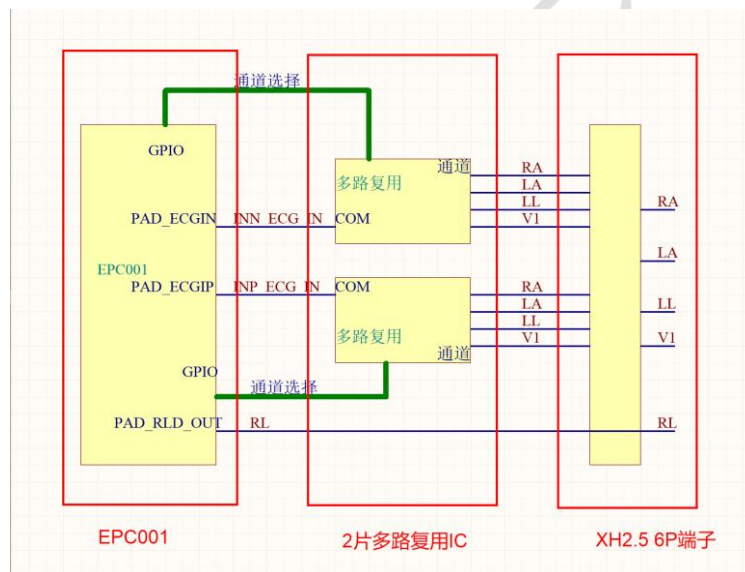 通道选择
GPIO
多路复用
通道
RA
LA
LL
V1
PAD_ECGIN
INN_ECG_IN
COM
EPC001
PAD_ECGIP
INP_ECG_IN
COM
多路复用
通道
RA
LA
LL
V1
GPIO
通道选择
PAD_RLD_OUT
RL
RA
LA
LL
V1
RL
EPC001
2片多路复用IC
XH2.5 6P端子